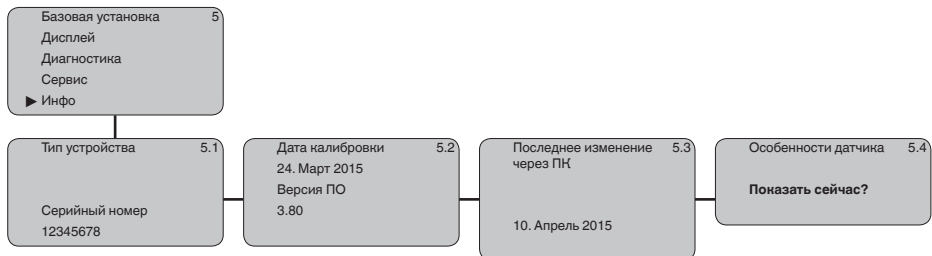 Базовая установка 5
Дисплей
Диагностика
Сервис
▶ Инфо
Тип устройства 5.1
Серийный номер
12345678
Дата калибровки 5.2
24. Март 2015
Версия ПО
3.80
Последнее изменение 5.3
через ПК
10. Апрель 2015
Особенности датчика 5.4
Показать сейчас?